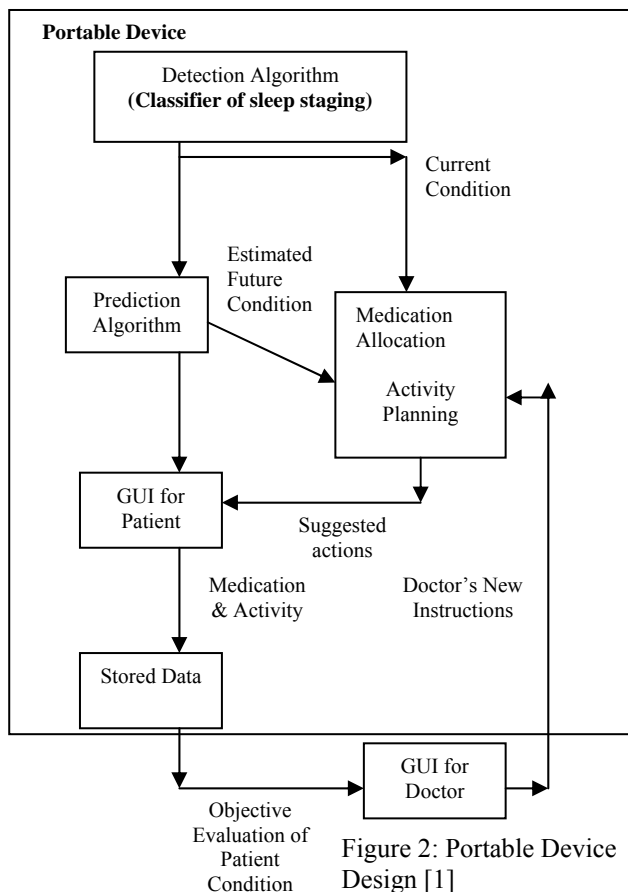 Portable Device
Detection Algorithm
(Classifier of sleep staging)
Current
Condition
Estimated
Future
Condition
Prediction
Algorithm
Medication
Allocation
Activity
Planning
GUI for
Patient
Suggested
actions
Medication
& Activity
Doctor's New
Instructions
Stored Data
GUI for
Doctor
Objective
Evaluation of
Patient
Condition
Figure 2: Portable Device
Design [1]